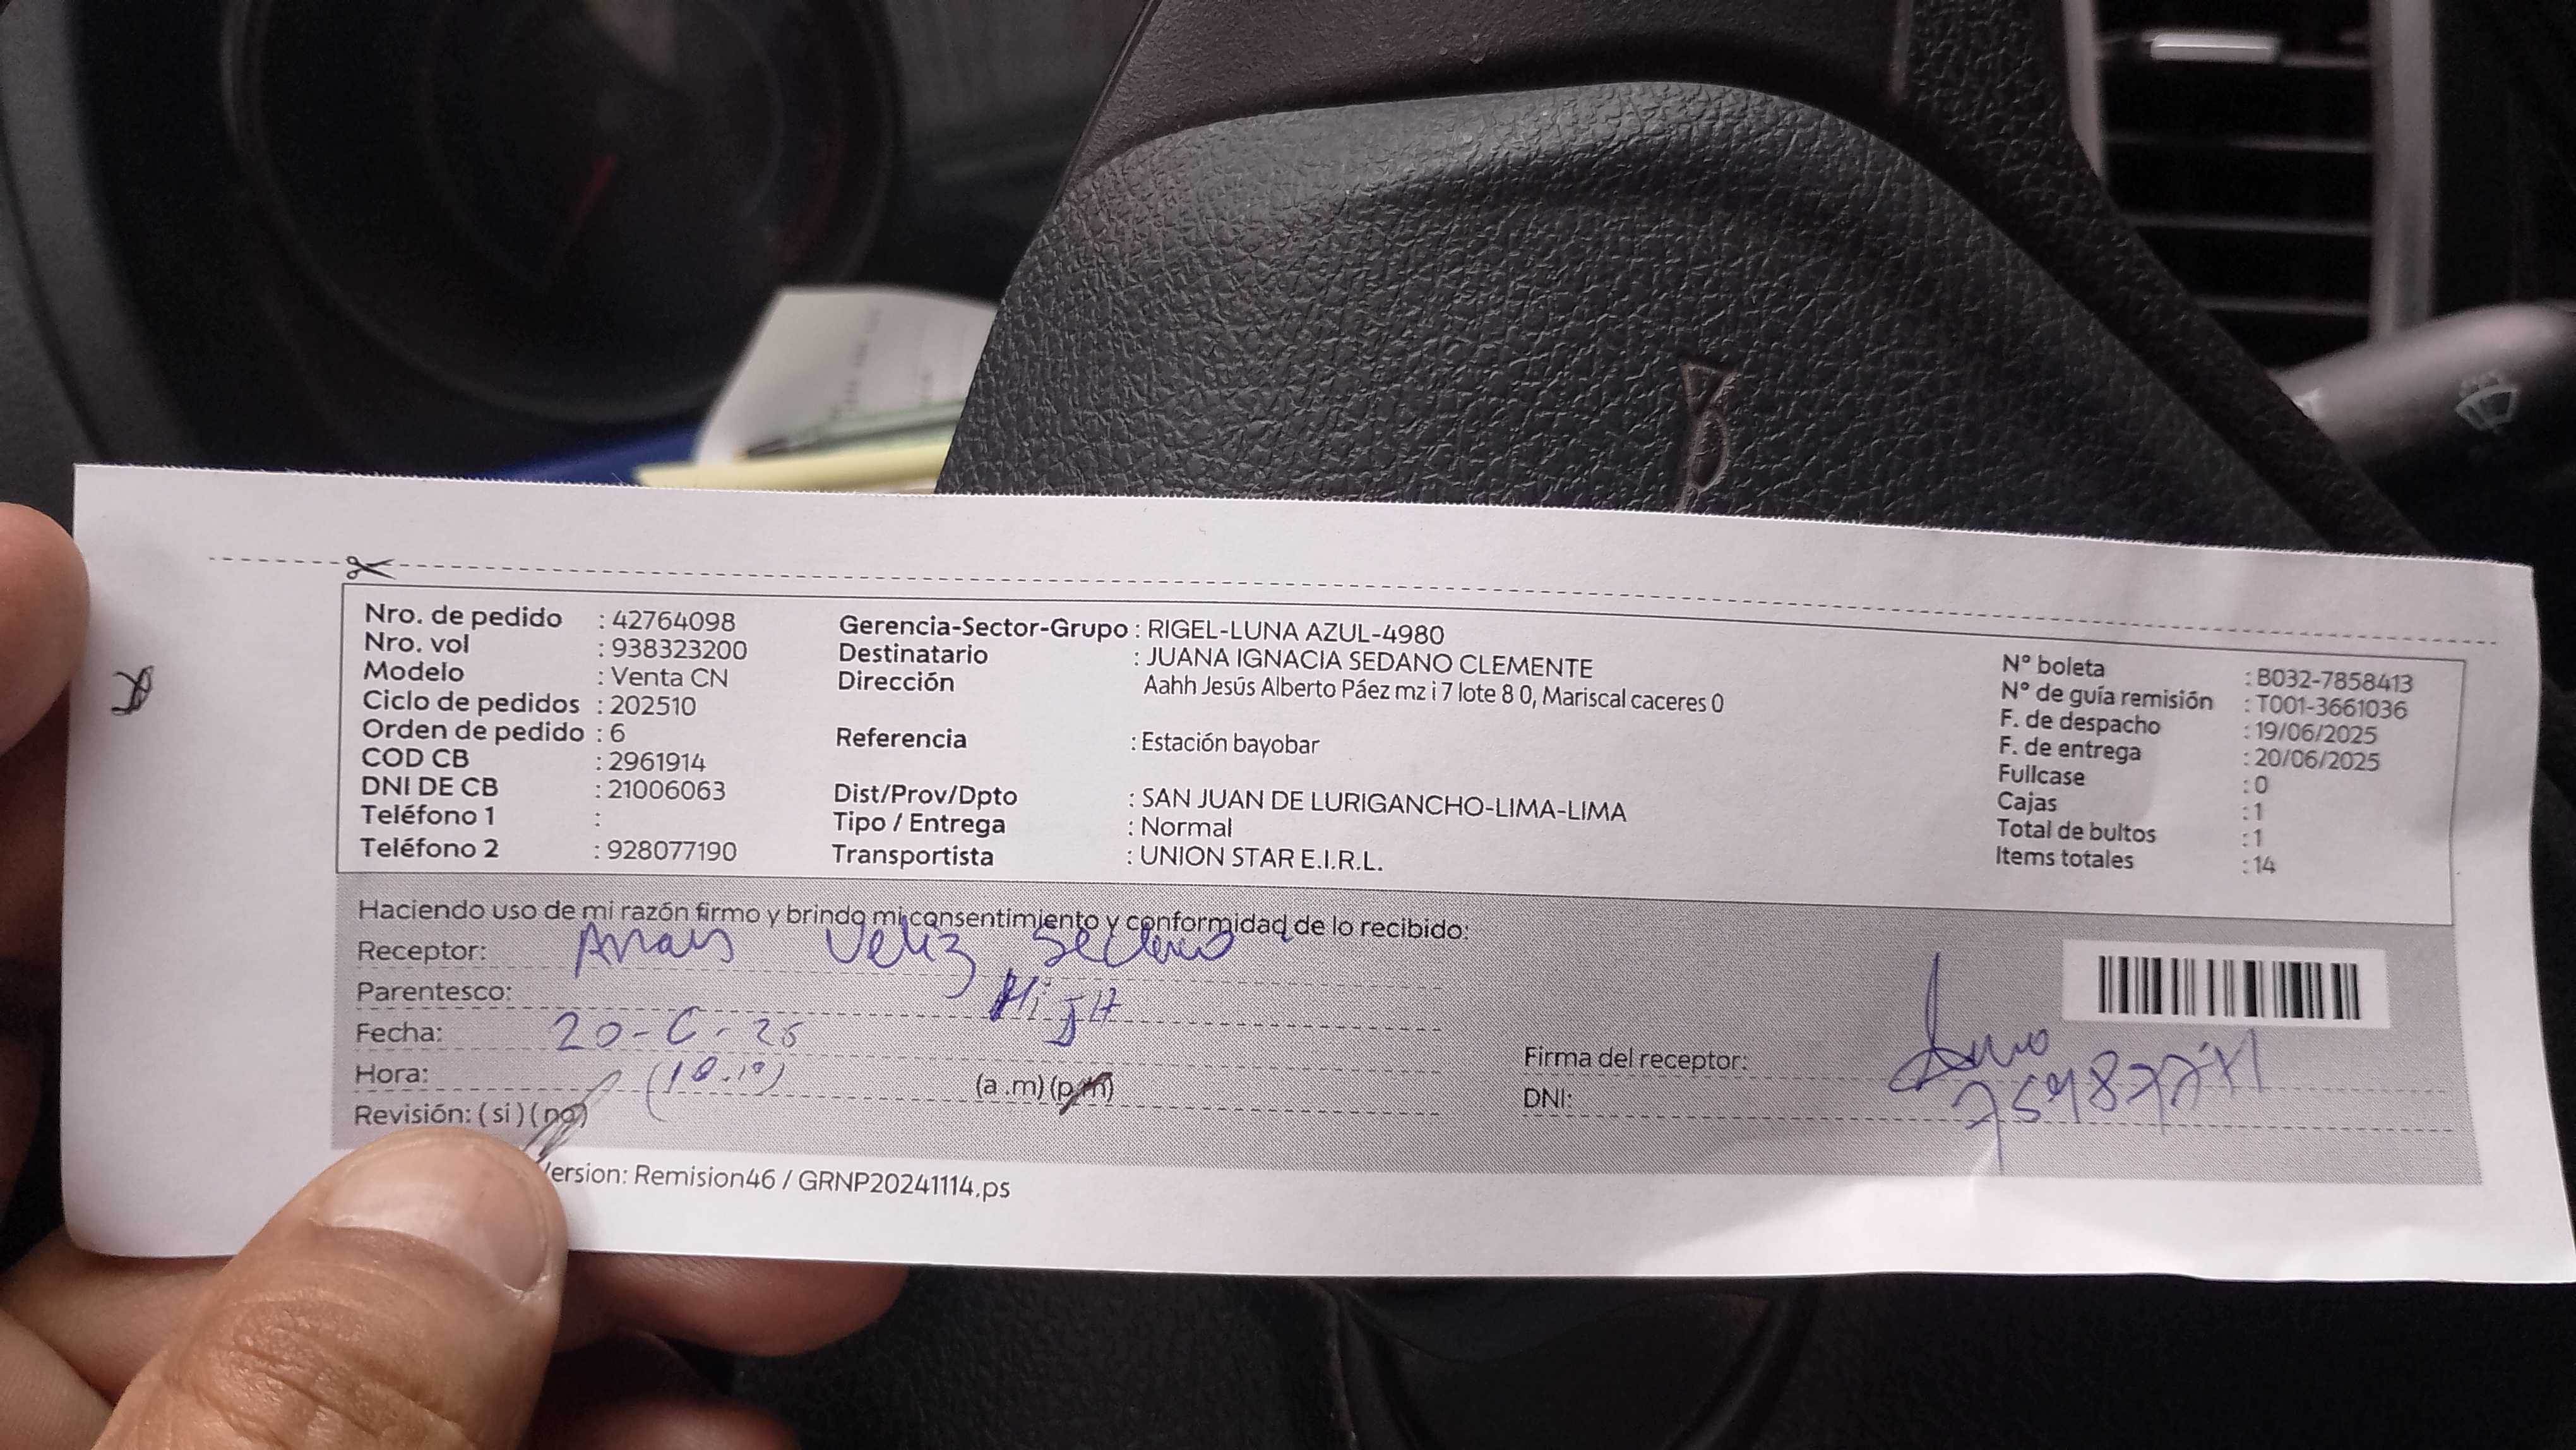 Nro. de pedido : 42764098
Nro. vol : 938323200
Modelo : Venta CN
Ciclo de pedidos : 202510
Orden de pedido : 6
COD CB : 2961914
DNI DE CB : 21006063
Teléfono 1 :
Teléfono 2 : 928077190
Gerencia-Sector-Grupo : RIGEL-LUNA AZUL-4980
Destinatario : JUANA IGNACIA SEDANO CLEMENTE
Dirección Aahh Jesús Alberto Páez mz i 7 lote 8 0, Mariscal caceres 0
Referencia : Estación bayobar
Dist/Prov/Dpto : SAN JUAN DE LURIGANCHO-LIMA-LIMA
Tipo / Entrega : Normal
Transportista : UNION STAR E.I.R.L.
N° boleta : B032-7858413
N° de guía remisión : T001-3661036
F. de despacho : 19/06/2025
F. de entrega : 20/06/2025
Fullcase : 0
Cajas : 1
Total de bultos : 1
Items totales : 14
Haciendo uso de mi razón firmo y brindo mi consentimiento y conformidad de lo recibido:
Receptor: Anais Veliz Sedano
Parentesco: Hija
Fecha: 20-6-25
Hora: (a.m) (p.m)
Revisión: ( si ) ( no )
Firma del receptor:
DNI:
Version: Remision46 / GRNP20241114.ps